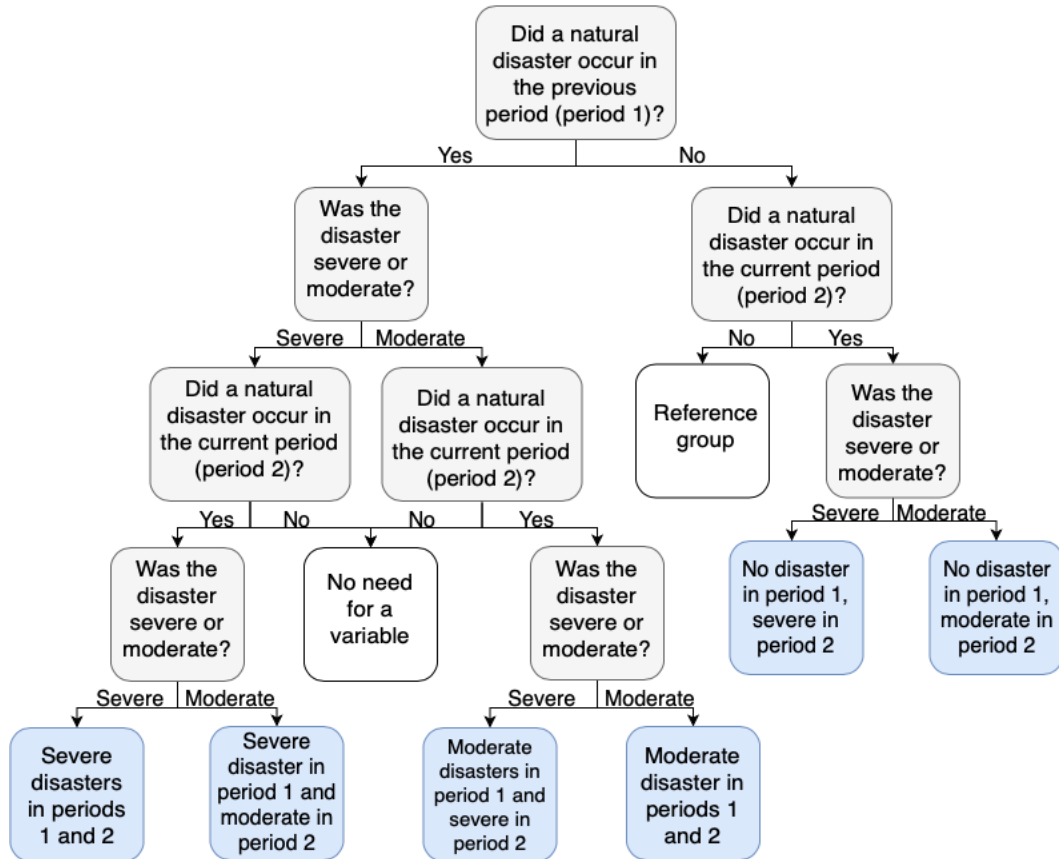 Did a natural
disaster occur in
the previous
period (period 1)?
Yes
No
Was the
disaster
severe or
moderate?
Did a natural
disaster occur in
the current period
(period 2)?
Severe
Moderate
No
Yes
Did a natural
disaster occur in
the current period
(period 2)?
Did a natural
disaster occur in
the current period
(period 2)?
Reference
group
Was the
disaster
severe or
moderate?
Yes
No
No
Yes
Severe
Moderate
Was the
disaster
severe or
moderate?
No need
for a
variable
Was the
disaster
severe or
moderate?
No disaster
in period 1,
severe in
period 2
No disaster
in period 1,
moderate in
period 2
Severe
Moderate
Severe
Moderate
Severe
disasters
in periods
1 and 2
Severe
disaster in
period 1 and
moderate in
period 2
Moderate
disasters in
period 1 and
severe in
period 2
Moderate
disaster in
periods 1
and 2